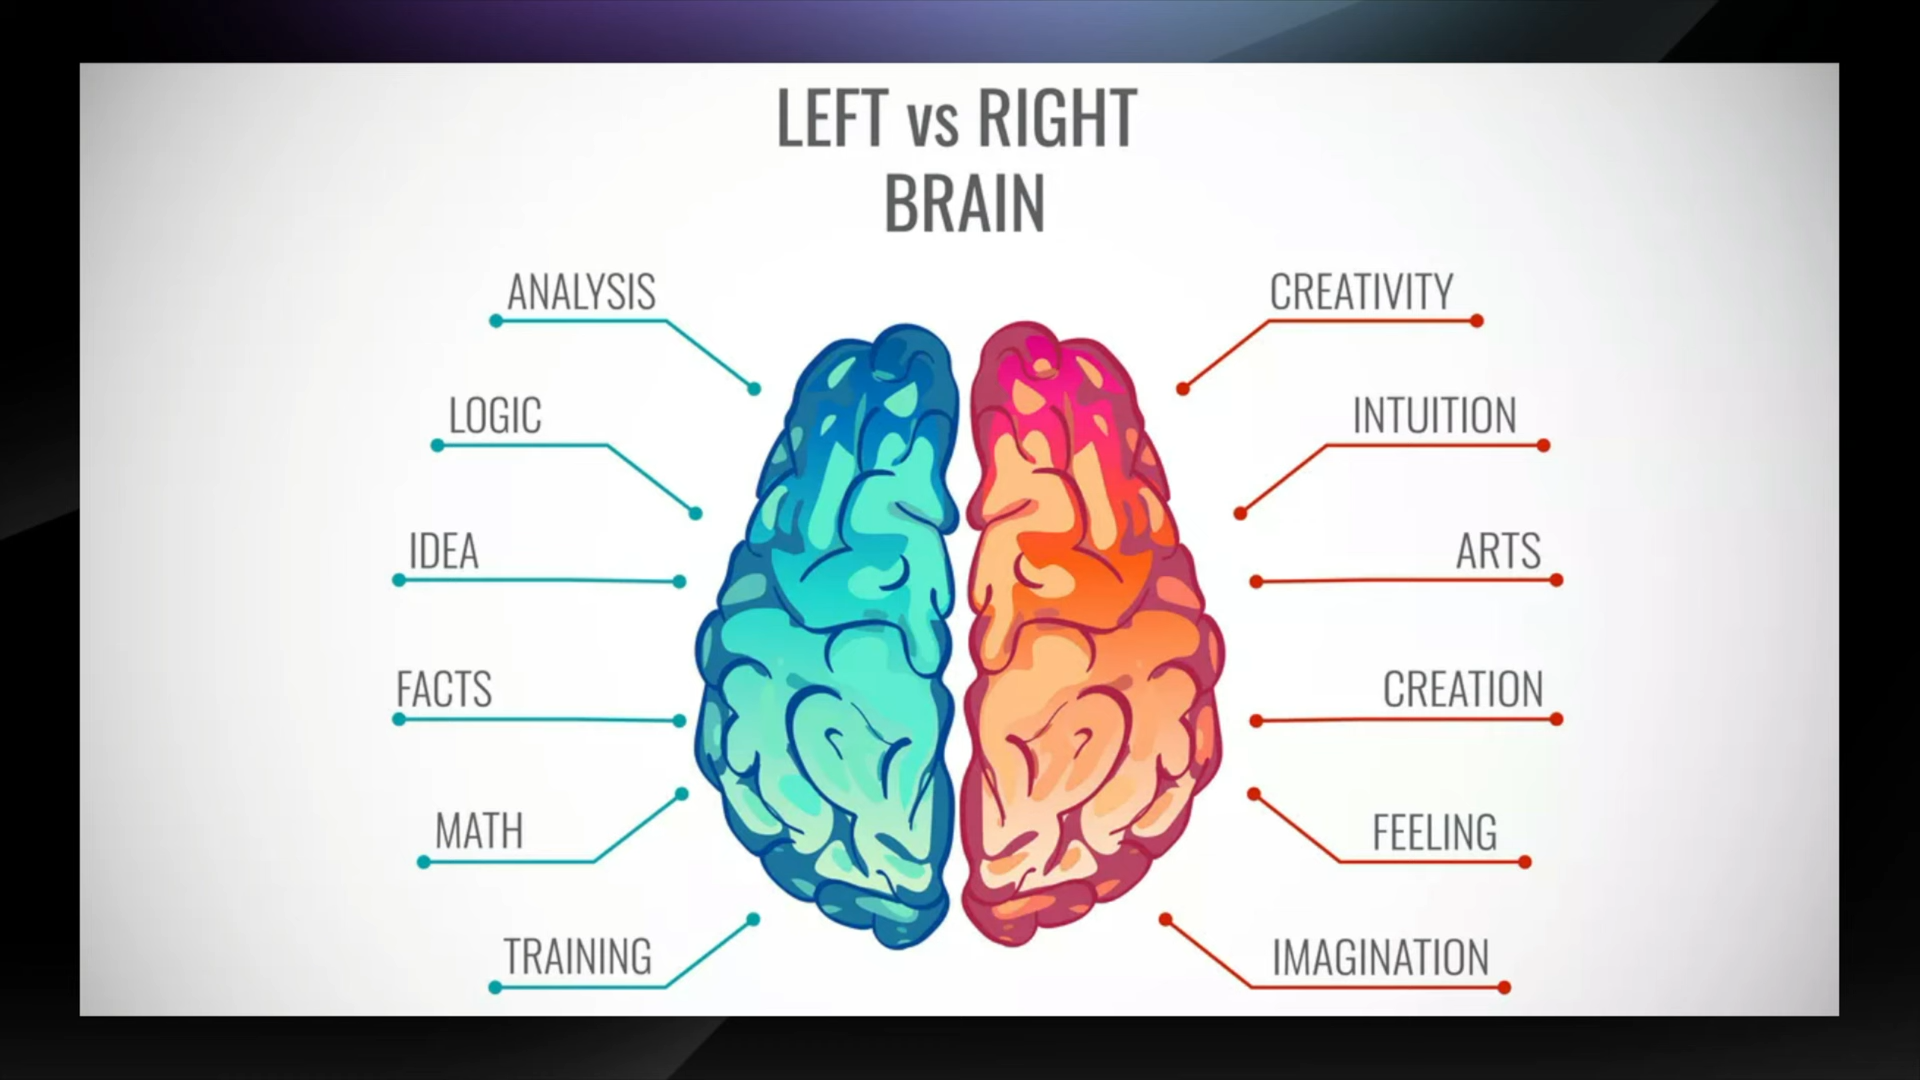 LEFT vs RIGHT
BRAIN
ANALYSIS
LOGIC
IDEA
FACTS
MATH
TRAINING
CREATIVITY
INTUITION
ARTS
CREATION
FEELING
IMAGINATION